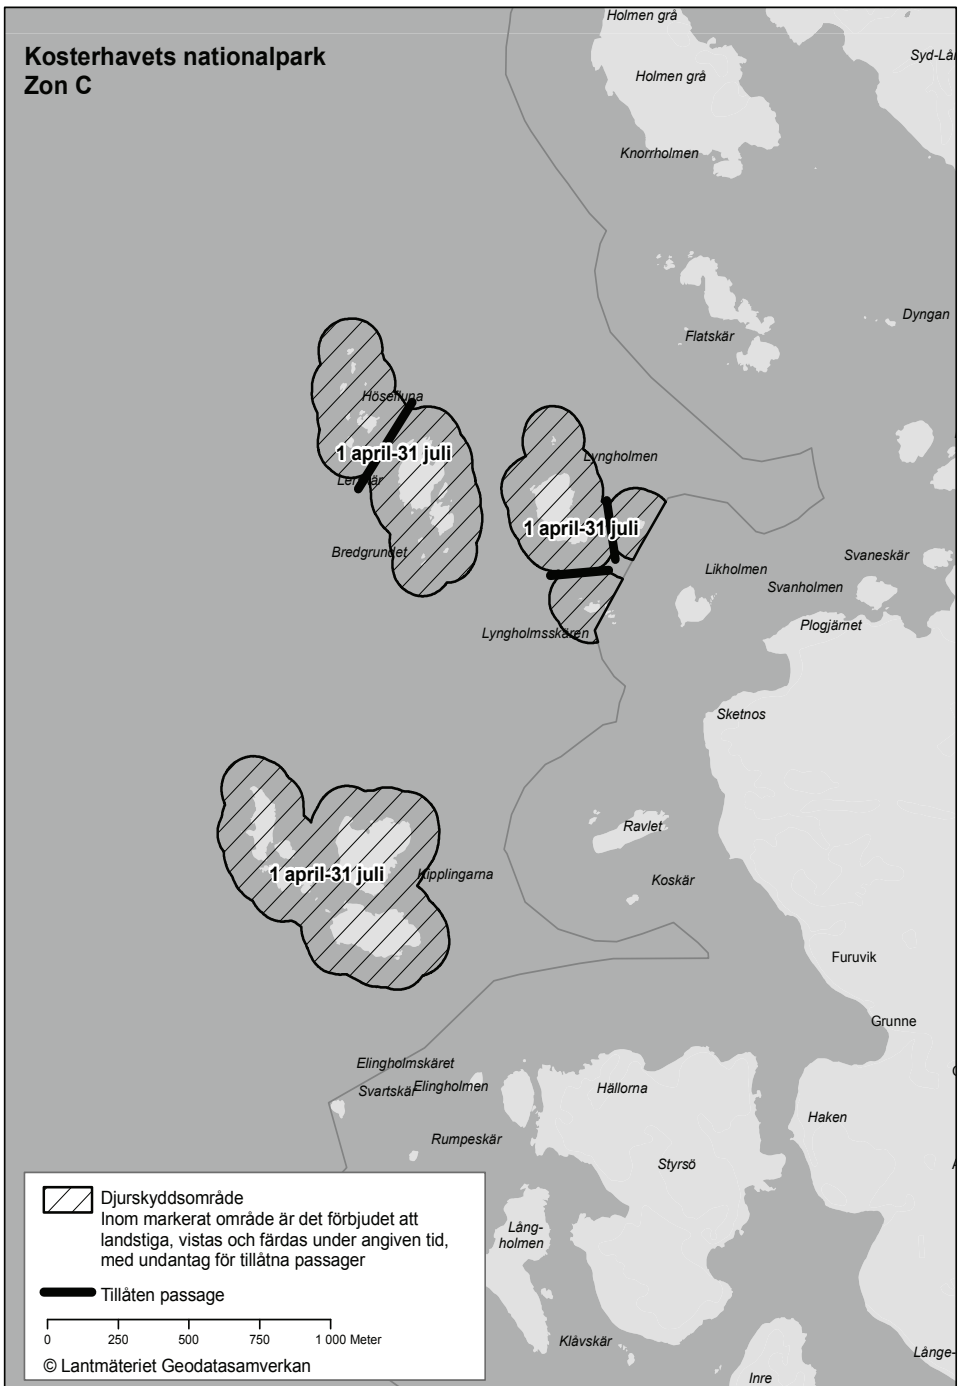 Kosterhavets nationalpark
Zon C
Holmen grå
Syd-Lån
Holmen grå
Knorrholmen
Dyngan
Flatskär
Hösefluna
1 april-31 juli
Lyngholmen
Bredgrundet
1 april-31 juli
Svaneskär
Likholmen
Svanholmen
Plogjärnet
Lyngholmsskären
Sketnos
Ravlet
1 april-31 juli
Kipplingarna
Koskär
Furuvik
Grunne
Elingholmskäret
Svartskär
Elingholmen
Hällorna
Haken
Rumpeskär
Styrsö
Lång-
holmen
Klåvskär
Långe-
Inre
Djurskyddsområde
Inom markerat område är det förbjudet att
landstiga, vistas och färdas under angiven tid,
med undantag för tillåtna passager
Tillåten passage
0 250 500 750 1 000 Meter
© Lantmäteriet Geodatasamverkan